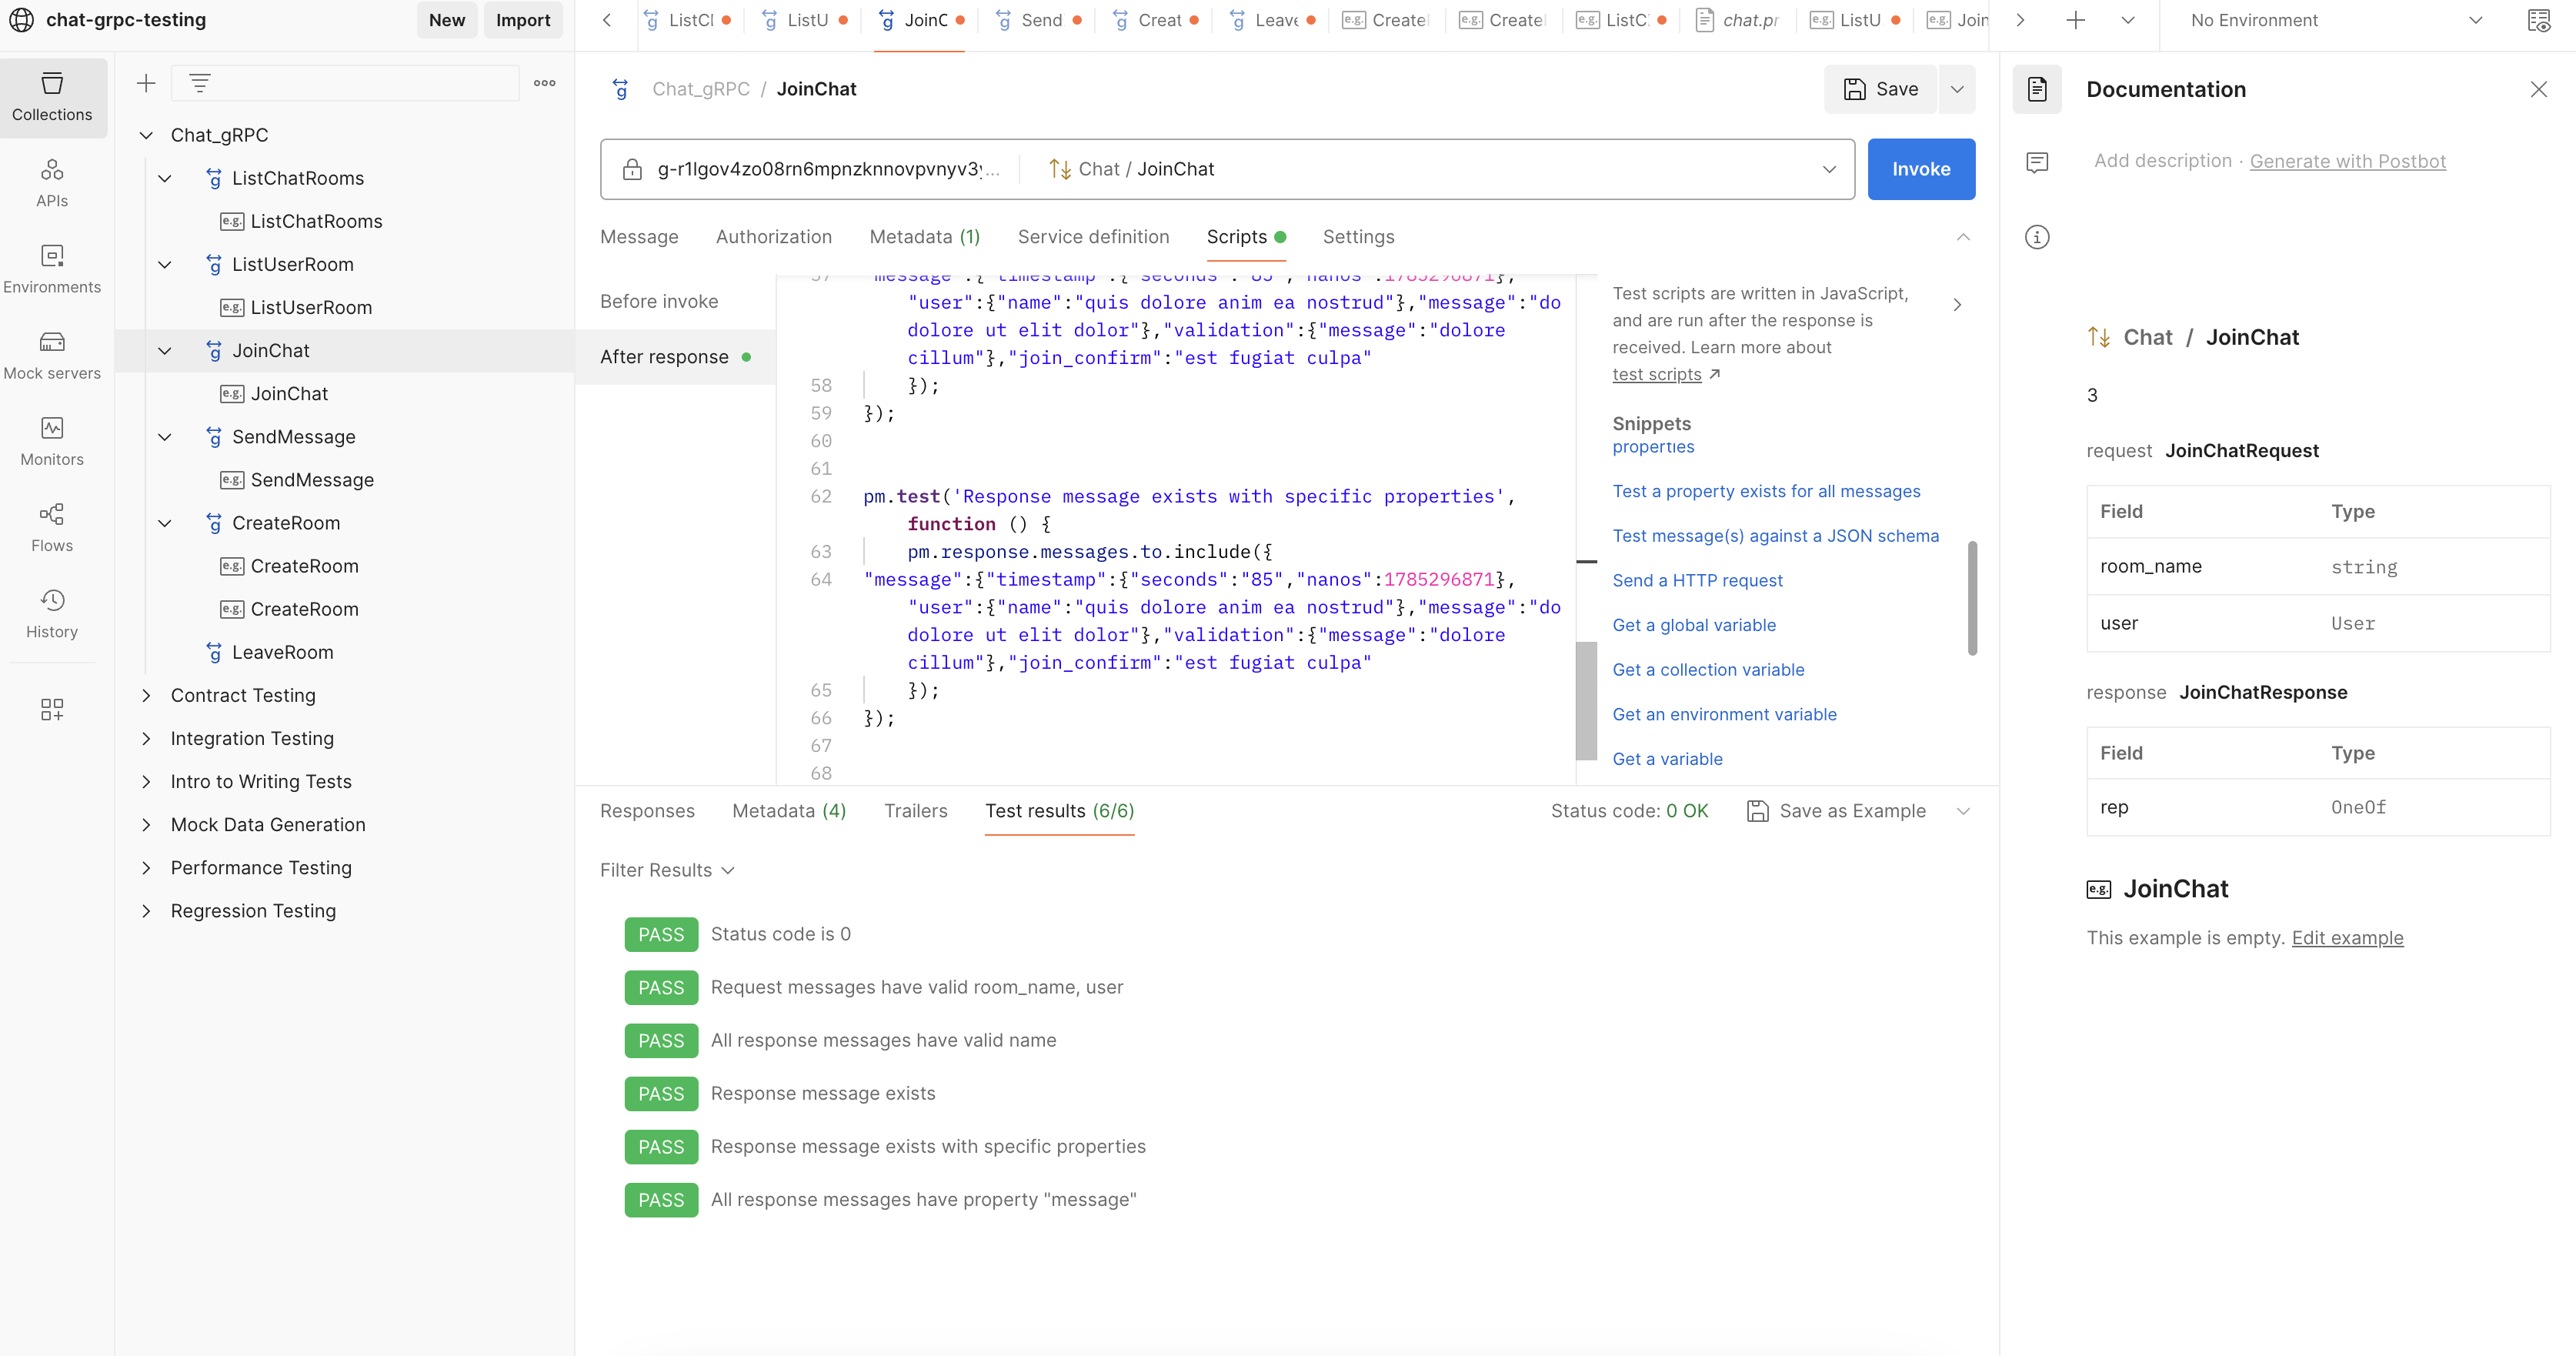 chat-grpc-testing
New
Import
ListCl
ListU
JoinC
Send
Creat
Leave
e.g. Create
e.g. Create
e.g. ListC
chat.pr
e.g. ListU
e.g. Join
No Environment
Collections
APIs
Environments
Mock servers
Monitors
Flows
History
Chat_gRPC
ListChatRooms
e.g. ListChatRooms
ListUserRoom
e.g. ListUserRoom
JoinChat
e.g. JoinChat
SendMessage
e.g. SendMessage
CreateRoom
e.g. CreateRoom
e.g. CreateRoom
LeaveRoom
Contract Testing
Integration Testing
Intro to Writing Tests
Mock Data Generation
Performance Testing
Regression Testing
Chat_gRPC / JoinChat
Save
g-r1lgov4zo08rn6mpnzknnovpvnyv3y...
Chat / JoinChat
Invoke
Message
Authorization
Metadata (1)
Service definition
Scripts
Settings
Before invoke
After response
57 "message":{"timestamp":{"seconds":"85","nanos":1785296871},
"user":{"name":"quis dolore anim ea nostrud"},"message":"do
dolore ut elit dolor"},"validation":{"message":"dolore
cillum"},"join_confirm":"est fugiat culpa"
58 });
59 });
60
61
62 pm.test('Response message exists with specific properties',
function () {
63 pm.response.messages.to.include({
64 "message":{"timestamp":{"seconds":"85","nanos":1785296871},
"user":{"name":"quis dolore anim ea nostrud"},"message":"do
dolore ut elit dolor"},"validation":{"message":"dolore
cillum"},"join_confirm":"est fugiat culpa"
65 });
66 });
67
68
Test scripts are written in JavaScript,
and are run after the response is
received. Learn more about
test scripts
Snippets
properties
Test a property exists for all messages
Test message(s) against a JSON schema
Send a HTTP request
Get a global variable
Get a collection variable
Get an environment variable
Get a variable
Responses
Metadata (4)
Trailers
Test results (6/6)
Status code: 0 OK
Save as Example
Filter Results
PASS Status code is 0
PASS Request messages have valid room_name, user
PASS All response messages have valid name
PASS Response message exists
PASS Response message exists with specific properties
PASS All response messages have property "message"
Documentation
Add description · Generate with Postbot
Chat / JoinChat
3
request JoinChatRequest
Field Type
room_name string
user User
response JoinChatResponse
Field Type
rep OneOf
e.g. JoinChat
This example is empty. Edit example